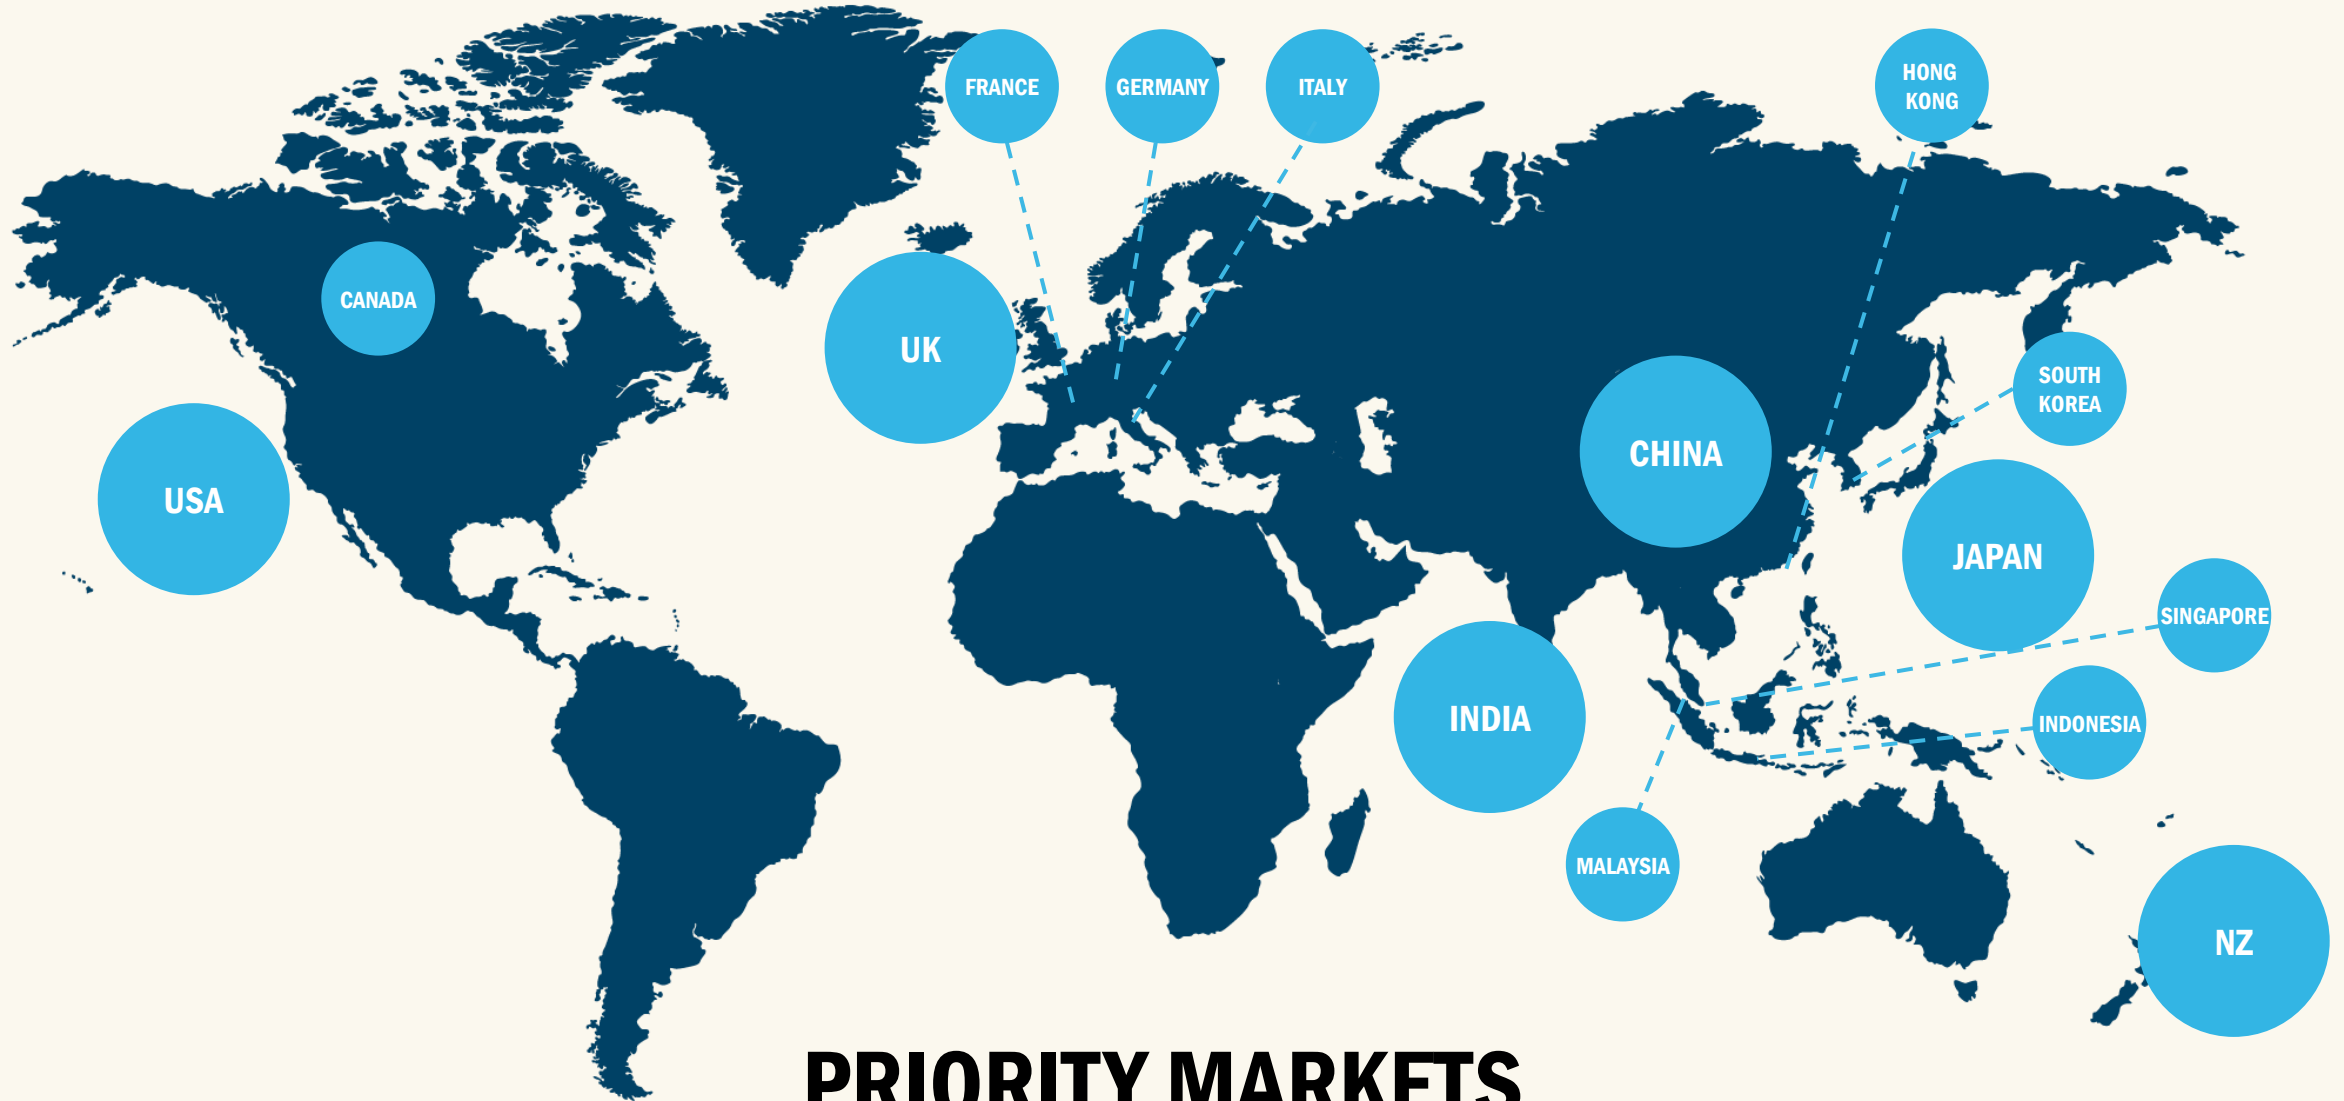 FRANCE
GERMANY
ITALY
HONG
KONG
CANADA
UK
SOUTH
KOREA
CHINA
USA
JAPAN
SINGAPORE
INDIA
INDONESIA
MALAYSIA
NZ
PRIORITY MARKETS